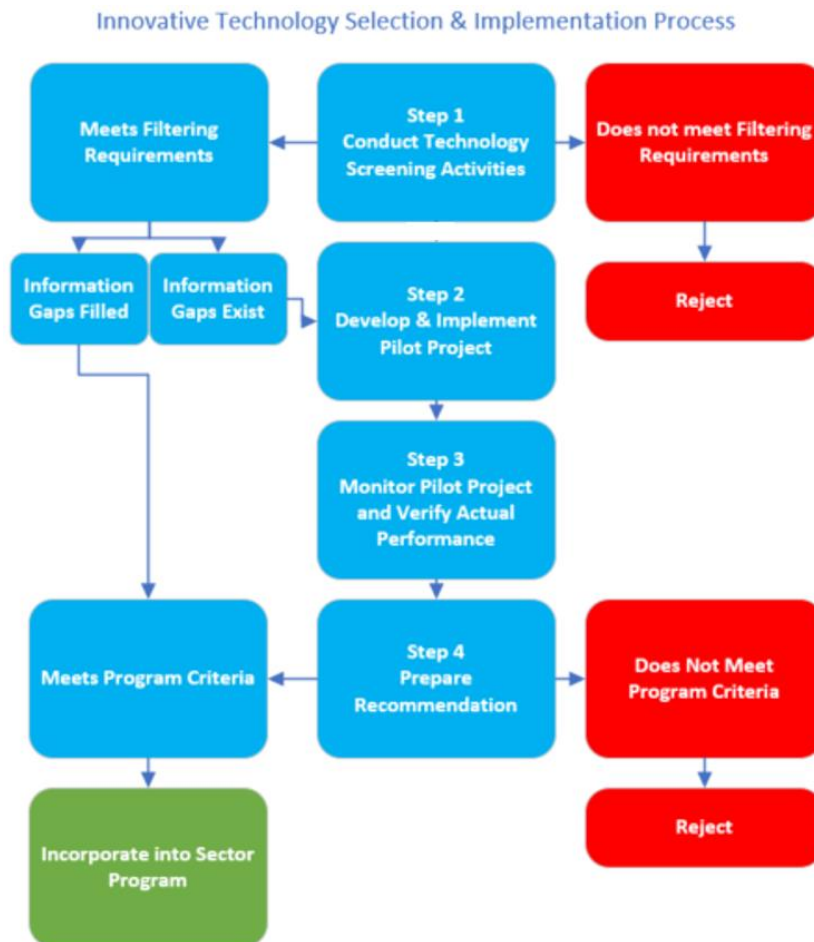 Innovative Technology Selection & Implementation Process
Meets Filtering
Requirements
Step 1
Conduct Technology
Screening Activities
Does not meet Filtering
Requirements
Information
Gaps Filled
Information
Gaps Exist
Step 2
Develop & Implement
Pilot Project
Reject
Step 3
Monitor Pilot Project
and Verify Actual
Performance
Meets Program Criteria
Step 4
Prepare
Recommendation
Does Not Meet
Program Criteria
Incorporate into Sector
Program
Reject